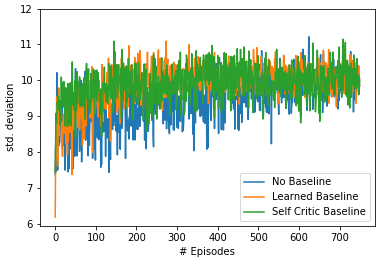 12
11
10
9
8
7
6
std. deviation
No Baseline
Learned Baseline
Self Critic Baseline
0 100 200 300 400 500 600 700
# Episodes